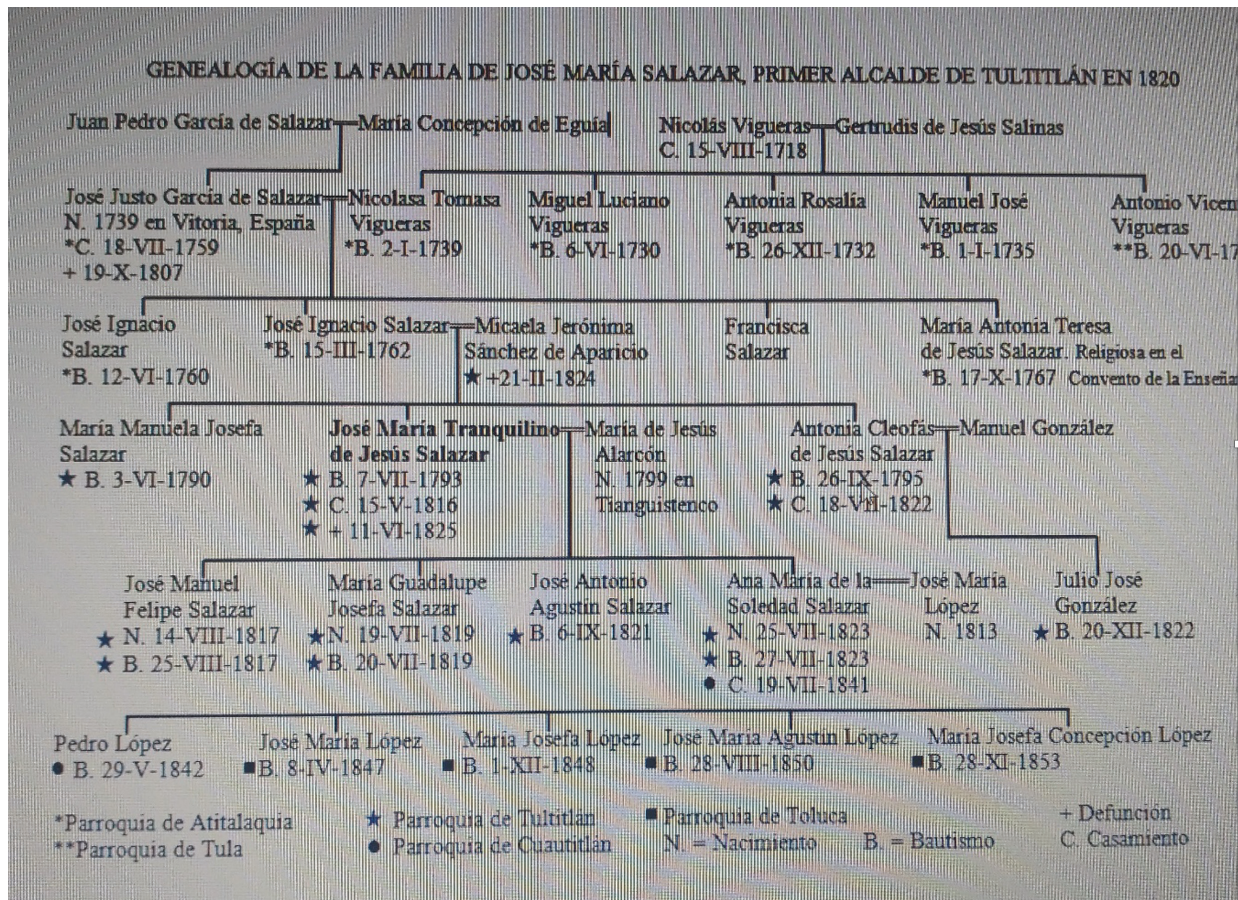 GENEALOGÍA DE LA FAMILIA DE JOSÉ MARÍA SALAZAR, PRIMER ALCALDE DE TULTITLÁN EN 1820
Juan Pedro García de Salazar María Concepción de Eguía Nicolás Vigueras Gertrudis de Jesús Salinas
C. 15-VIII-1718
José Justo García de Salazar Nicolasa Tomasa Miguel Luciano Antonia Rosalía Manuel José Antonio
N. 1739 en Vitoria, España Vigueras Vigueras Vigueras Vigueras Vigueras
*C. 18-VII-1759 *B. 2-I-1739 *B. 6-VI-1730 *B. 26-XII-1732 *B. 1-I-1735 **B. 20-VI-17
+ 19-X-1807
José Ignacio José Ignacio Salazar Micaela Jerónima Francisca María Antonia Teresa
Salazar *B. 15-III-1762 Sánchez de Aparicio Salazar de Jesús Salazar. Religiosa en el
*B. 12-VI-1760 ★ +21-II-1824 *B. 17-X-1767 Convento de la
María Manuela Josefa José María Tranquilino María de Jesús Antonia Cleofás Manuel González
Salazar de Jesús Salazar Alarcón de Jesús Salazar
★ B. 3-VI-1790 ★ B. 7-VII-1793 N. 1799 en ★ B. 26-IX-1795
★ C. 15-V-1816 Tianguistenco ★ C. 18-VII-1822
★ + 11-VI-1825
José Manuel María Guadalupe José Antonio Ana María de la José María Julio José
Felipe Salazar Josefa Salazar Agustín Salazar Soledad Salazar López González
★ N. 14-VIII-1817 ★ N. 19-VII-1819 ★ B. 6-IX-1821 ★ N. 25-VII-1823 N. 1813 ★ B. 20-XII-1822
★ B. 25-VIII-1817 ★ B. 20-VII-1819 ★ B. 27-VII-1823
● C. 19-VII-1841
Pedro López José María López María Josefa López José María Agustín López María Josefa Concepción López
● B. 29-V-1842 ■B. 8-IV-1847 ■ B. 1-XII-1848 ■ B. 28-VIII-1850 ■B. 28-XI-1853
*Parroquia de Atitalaquia ★ Parroquia de Tultitlán ■ Parroquia de Toluca + Defunción
**Parroquia de Tula ● Parroquia de Cuautitlán N. = Nacimiento B. = Bautismo C. Casamiento